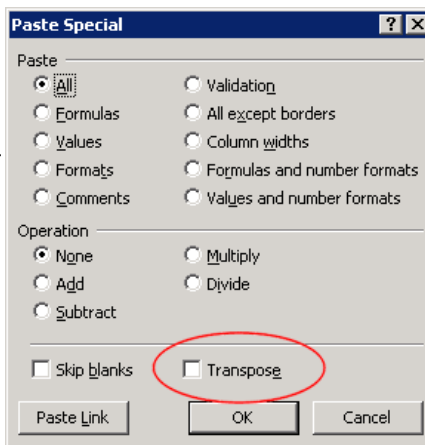 Paste Special
Paste
All
Validation
Formulas
All except borders
Values
Column widths
Formats
Formulas and number formats
Comments
Values and number formats
Operation
None
Multiply
Add
Divide
Subtract
Skip blanks
Transpose
Paste Link
OK
Cancel